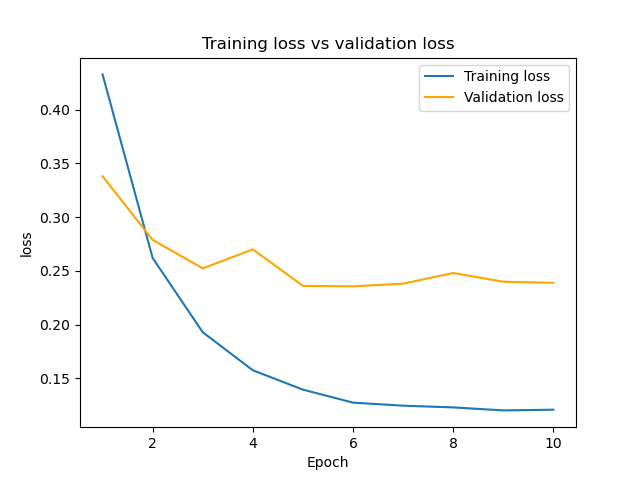 Training loss vs validation loss
Training loss
Validation loss
0.40
0.35
0.30
0.25
0.20
0.15
loss
2
4
6
8
10
Epoch